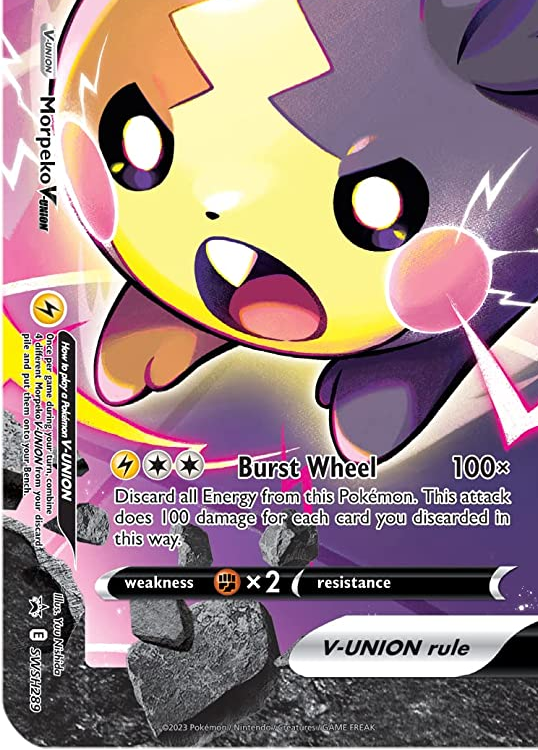 V-UNION
Morpeko V-UNION
How to play a Pokémon V-UNION
Once per game during your turn, combine
4 different Morpeko V-UNION from your discard
pile and put them onto your Bench.
Burst Wheel 100×
Discard all Energy from this Pokémon. This attack
does 100 damage for each card you discarded in
this way.
weakness ×2 resistance
V-UNION rule
Illus. Yuu Nishida
E SWSH289
©2023 Pokémon / Nintendo / Creatures / GAME FREAK